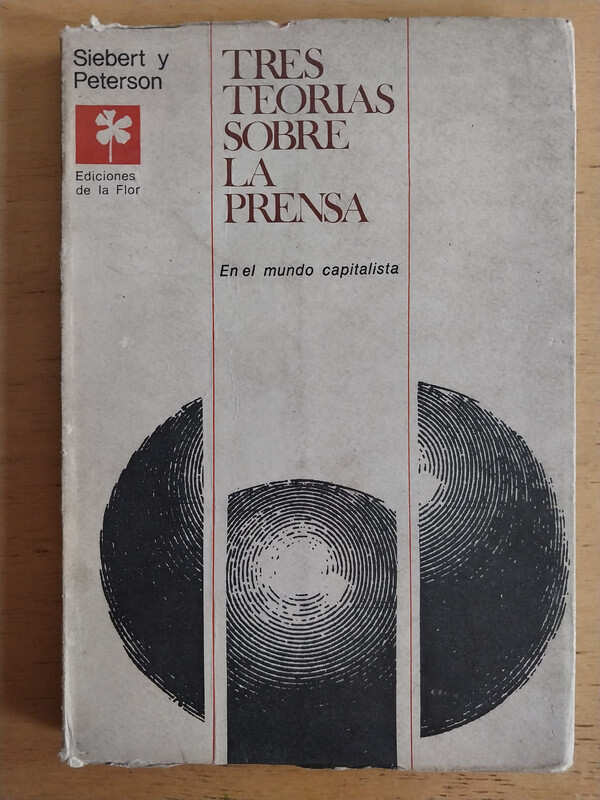 Siebert y
Peterson
Ediciones
de la Flor
TRES
TEORIAS
SOBRE
LA
PRENSA
En el mundo capitalista